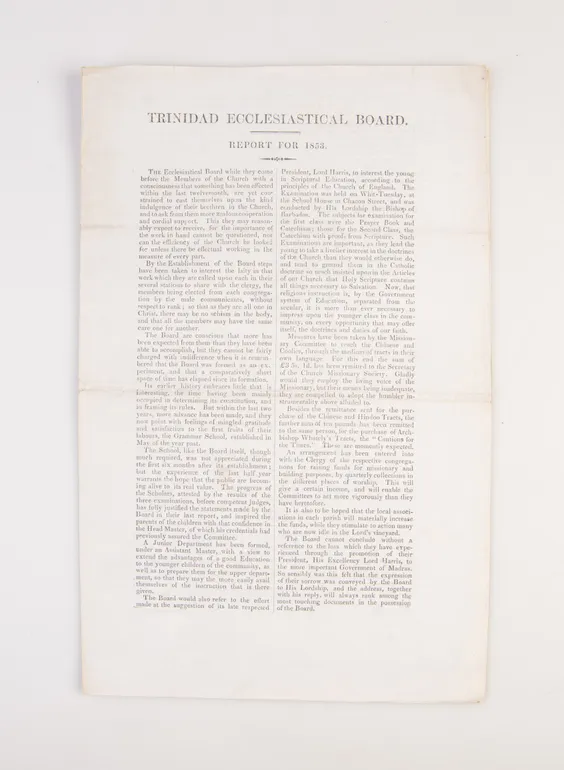 TRINIDAD ECCLESIASTICAL BOARD.
REPORT FOR 1853.
THE Ecclesiastical Board while they come
before the Members of the Church with a
consciousness that something has been effected
within the last twelvemonth, are yet con-
strained to cast themselves upon the kind
indulgence of their brethren in the Church,
and to ask from them more zealous cooperation
and cordial support. This they may reason-
ably expect to receive, for the importance of
the work in hand cannot be questioned, nor
can the efficiency of the Church be looked
for unless there be effectual working in the
measure of every part.
By the Establishment of the Board steps
have been taken to interest the laity in that
work which they are called upon each in their
several stations to share with the clergy, the
members being elected from each congrega-
tion by the male communicants, without
respect to rank; so that as they are all one in
Christ, there may be no schism in the body,
and that all the members may have the same
care one for another.
The Board are conscious that more has
been expected from them than they have been
able to accomplish, but they cannot be fairly
charged with indifference when it is remem-
bered that the Board was formed as an ex-
periment, and that a comparatively short
space of time has elapsed since its formation.
Its earlier history embraces little that is
interesting, the time having been mainly
occupied in determining its constitution, and
in framing its rules. But within the last two
years, more advance has been made, and they
now point with feelings of mingled gratitude
and satisfaction to the first fruits of their
labours, the Grammar School, established in
May of the year past.
The School, like the Board itself, though
much required, was not appreciated during
the first six months after its establishment;
but the experience of the last half year
warrants the hope that the public are becom-
ing alive to its real value. The progress of
the Scholars, attested by the results of the
three examinations, before competent judges,
has fully justified the statements made by the
Board in their last report, and inspired the
parents of the children with that confidence in
the Head Master, of which his credentials had
previously assured the Committee.
A Junior Department has been formed,
under an Assistant Master, with a view to
extend the advantages of a good Education
to the younger children of the community, as
well as to prepare them for the upper depart-
ment, so that they may the more easily avail
themselves of the instruction that is there
given.
The Board would also refer to the effort
made at the suggestion of its late respected
President, Lord Harris, to interest the young
in Scriptural Education, according to the
principles of the Church of England. The
Examination was held on Whit-Tuesday, at
the School House in Chacon Street, and was
conducted by His Lordship the Bishop of
Barbados. The subjects for examination for
the first class were the Prayer Book and
Catechism; those for the Second Class, the
Catechism with proofs from Scripture. Such
Examinations are important, as they lead the
young to take a livelier interest in the doctrines
of the Church than they would otherwise do,
and tend to ground them in the Catholic
doctrine so much insisted upon in the Articles
of our Church that Holy Scripture contains
all things necessary to Salvation. Now, that
religious instruction is, by the Government
system of Education, separated from the
secular, it is more than ever necessary to
impress upon the younger class in the com-
munity, on every opportunity that may offer
itself, the doctrines and duties of our faith.
Measures have been taken by the Mission-
ary Committee to reach the Chinese and
Coolies, through the medium of tracts in their
own language. For this end the sum of
has been remitted to the Secretary
of the Church Missionary Society. Gladly
would they employ the living voice of the
Missionary, but their means being inadequate,
they are compelled to adopt the humbler in-
strumentality above alluded to.
Besides the remittance said for the pur-
chase of the Chinese and Hindoo Tracts, the
further sum of ten pounds has been remitted
to the same person, for the purchase of Arch-
bishop Whately's Tracts, the "Cautions for
the Times." These are anxiously expected.
An arrangement has been entered into
with the Clergy of the respective congrega-
tions for raising funds for missionary and
building purposes, by quarterly collections in
the different places of worship. This will
give a certain income, and will enable the
Committees to act more vigorously than they
have heretofore.
It is also to be hoped that the local associ-
ations in each parish will materially increase
the funds, while they stimulate to action many
who are now idle in the Lord's vineyard.
The Board cannot conclude without a
reference to the loss which they have expe-
rienced through the promotion of their
President, His Excellency Lord Harris, to
the more important Government of Madras.
So sensibly was this felt that the expression
of their sorrow was conveyed by the Board
to His Lordship, and the address, together
with his reply, will always rank among the
most touching documents in the possession
of the Board.